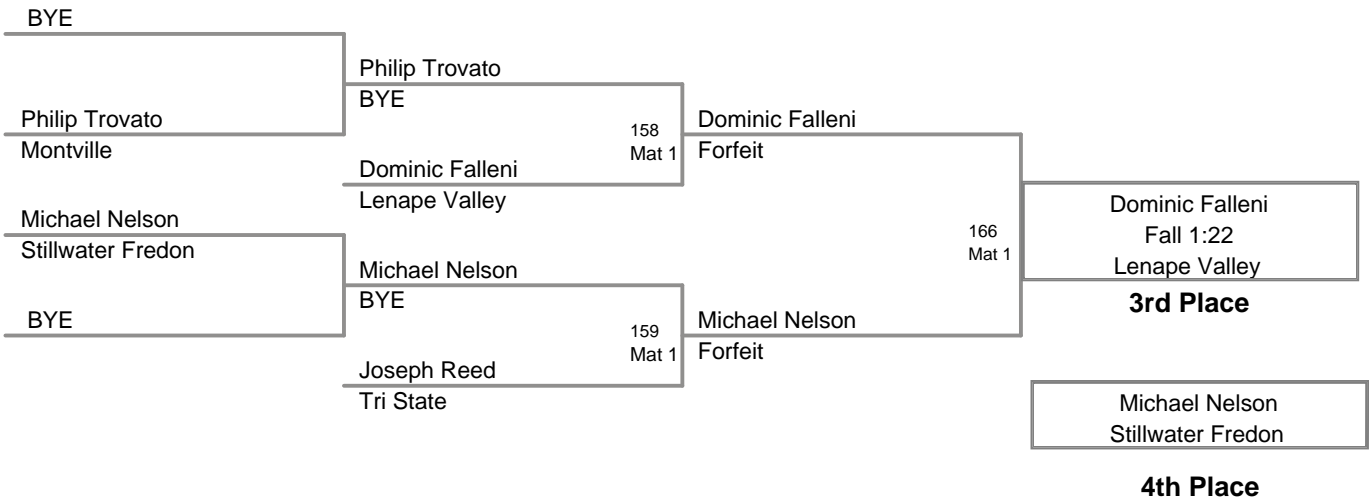 BYE
Philip Trovato
Montville
Michael Nelson
Stillwater Fredon
BYE
Philip Trovato
BYE
158
Mat 1
Dominic Falleni
Lenape Valley
Michael Nelson
BYE
159
Mat 1
Joseph Reed
Tri State
Dominic Falleni
Forfeit
166
Mat 1
Michael Nelson
Forfeit
Dominic Falleni
Fall 1:22
Lenape Valley
3rd Place
Michael Nelson
Stillwater Fredon
4th Place